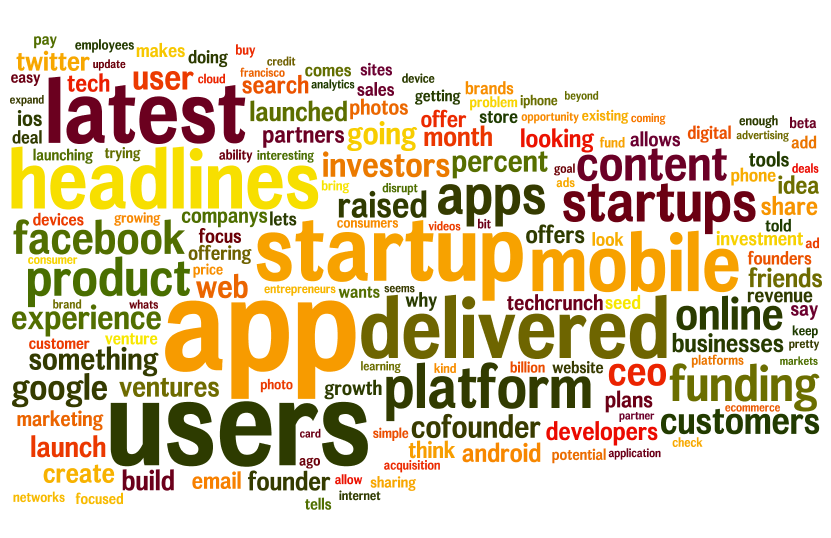 pay
employees
makes
doing
buy
twitter
update
credit
easy
tech
user
cloud
francisco
comes
sites
search
analytics
device
expand
latest
launched
photos
sales
getting
brands
problem
iphone
beyond
ios
deal
partners
going
offer
month
store
opportunity
existing
coming
enough
beta
looking
fund
allows
digital
advertising
add
launching
trying
ability
interesting
investors
percent
goal
content
tools
deals
headlines
bring
disrupt
apps
ads
phone
idea
raised
startups
share
devices
growing
companys
lets
consumers
videos
bit
offers
look
told
investment
ad
facebook
focus
offering
startup
mobile
founders
consumer
product
price
web
entrepreneurs
wants
seems
friends
brand
whats
app
why
techcrunch
seed
revenue
experience
delivered
online
say
customer
venture
businesses
keep
pretty
something
learning
kind
billion
website
platforms
markets
google
ventures
photo
growth
platform
ceo
funding
plans
marketing
users
partner
ecommerce
card
simple
cofounder
developers
customers
launch
check
ago
think
android
potential
application
acquisition
create
build
email
founder
allow
sharing
networks
focused
internet
tells